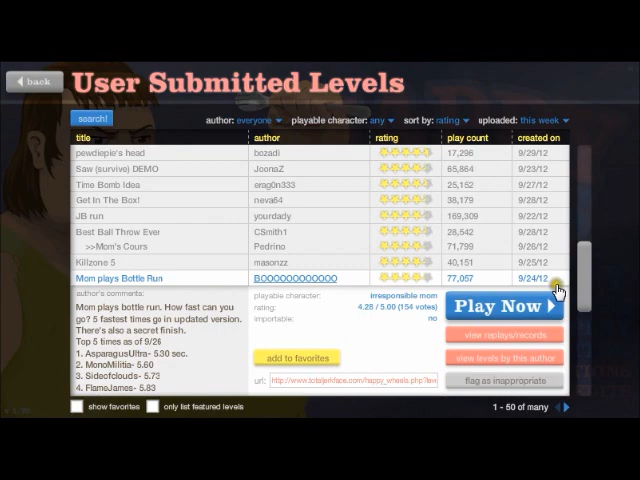 back
User Submitted Levels
search!
author: everyone playable character: any sort by: rating uploaded: this week
title author rating play count created on
pewdiepie's head bozadi 17,296 9/29/12
Saw (survive) DEMO JoonaZ 65,864 9/23/12
Time Bomb Idea erag0n333 25,152 9/27/12
Get In The Box! neva64 38,179 9/28/12
JB run yourdady 169,309 9/22/12
Best Ball Throw Ever CSmith1 28,542 9/28/12
>>Mom's Cours Pedrino 71,799 9/26/12
Killzone 5 masonzz 40,151 9/25/12
Mom plays Bottle Run BOOOOOOOOOOOO 77,057 9/24/12
author's comments:
Mom plays bottle run. How fast can you
go? 5 fastest times go in updated version.
There's also a secret finish.
Top 5 times as of 9/26
1. AsparagusUltra- 5.30 sec.
2. MonoMilitia- 5.60
3. Sideofclouds- 5.73
4. FlameJames- 5.83
playable character: irresponsible mom
rating: 4.28 / 5.00 (154 votes)
importable: no
add to favorites
url: http://www.totaljerkface.com/happy_wheels.php?leve
Play Now
view replays/records
view levels by this author
flag as inappropriate
show favorites only list featured levels 1 - 50 of many